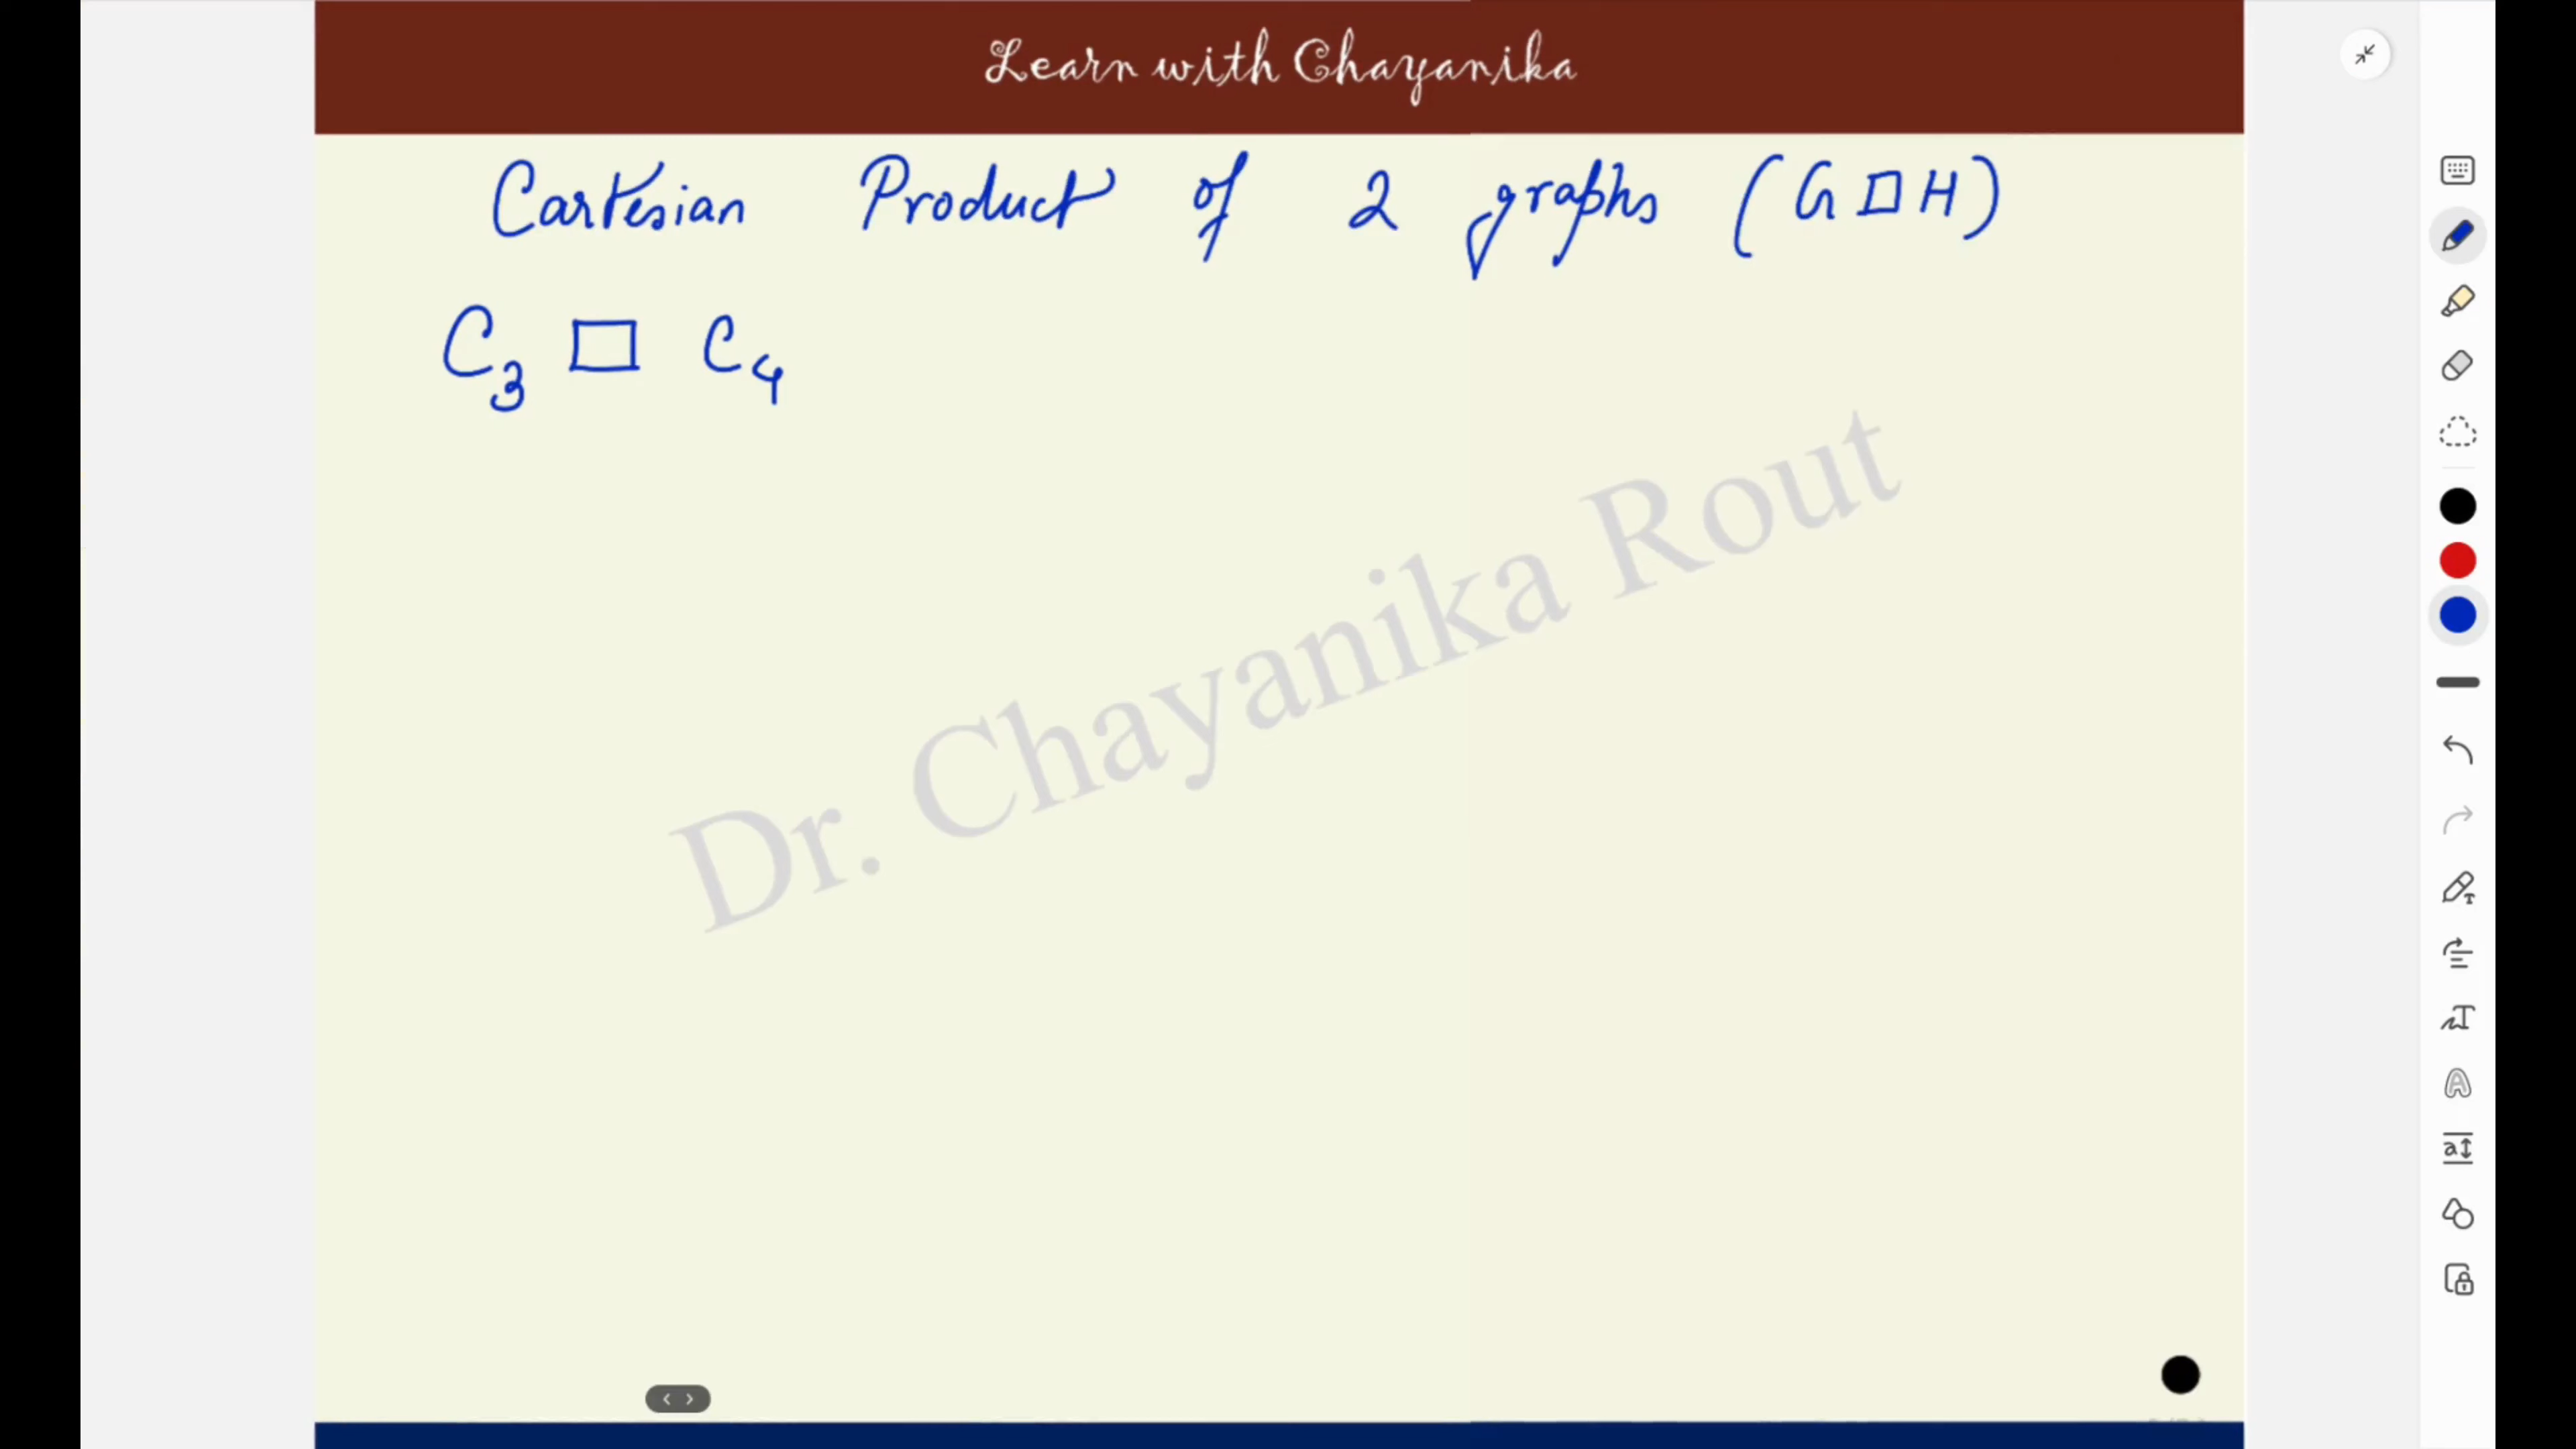 Learn with Chayanika
Cartesian Product of 2 graphs (G □ H)
C₃ □ C₄
Dr. Chayanika Rout